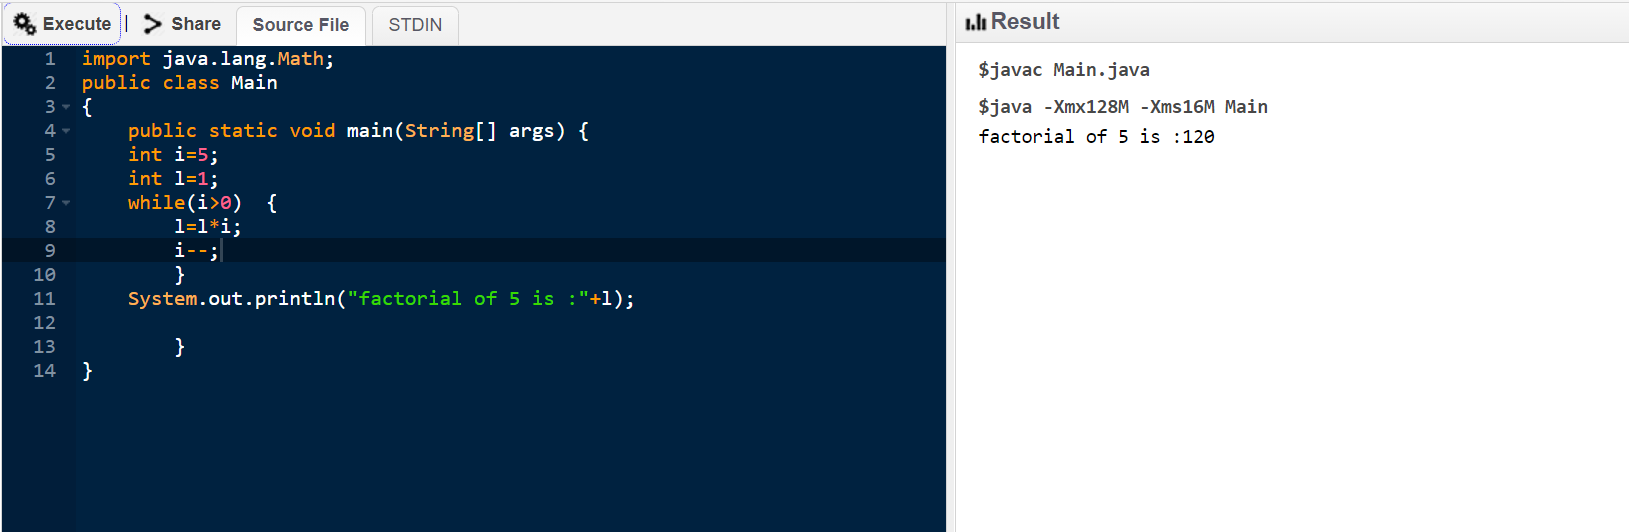 Execute | Share Source File STDIN
1 import java.lang.Math;
2 public class Main
3 {
4     public static void main(String[] args) {
5     int i=5;
6     int l=1;
7     while(i>0)  {
8         l=l*i;
9         i--;
10         }
11     System.out.println("factorial of 5 is :"+l);
12
13         }
14 }
Result
$javac Main.java
$java -Xmx128M -Xms16M Main
factorial of 5 is :120